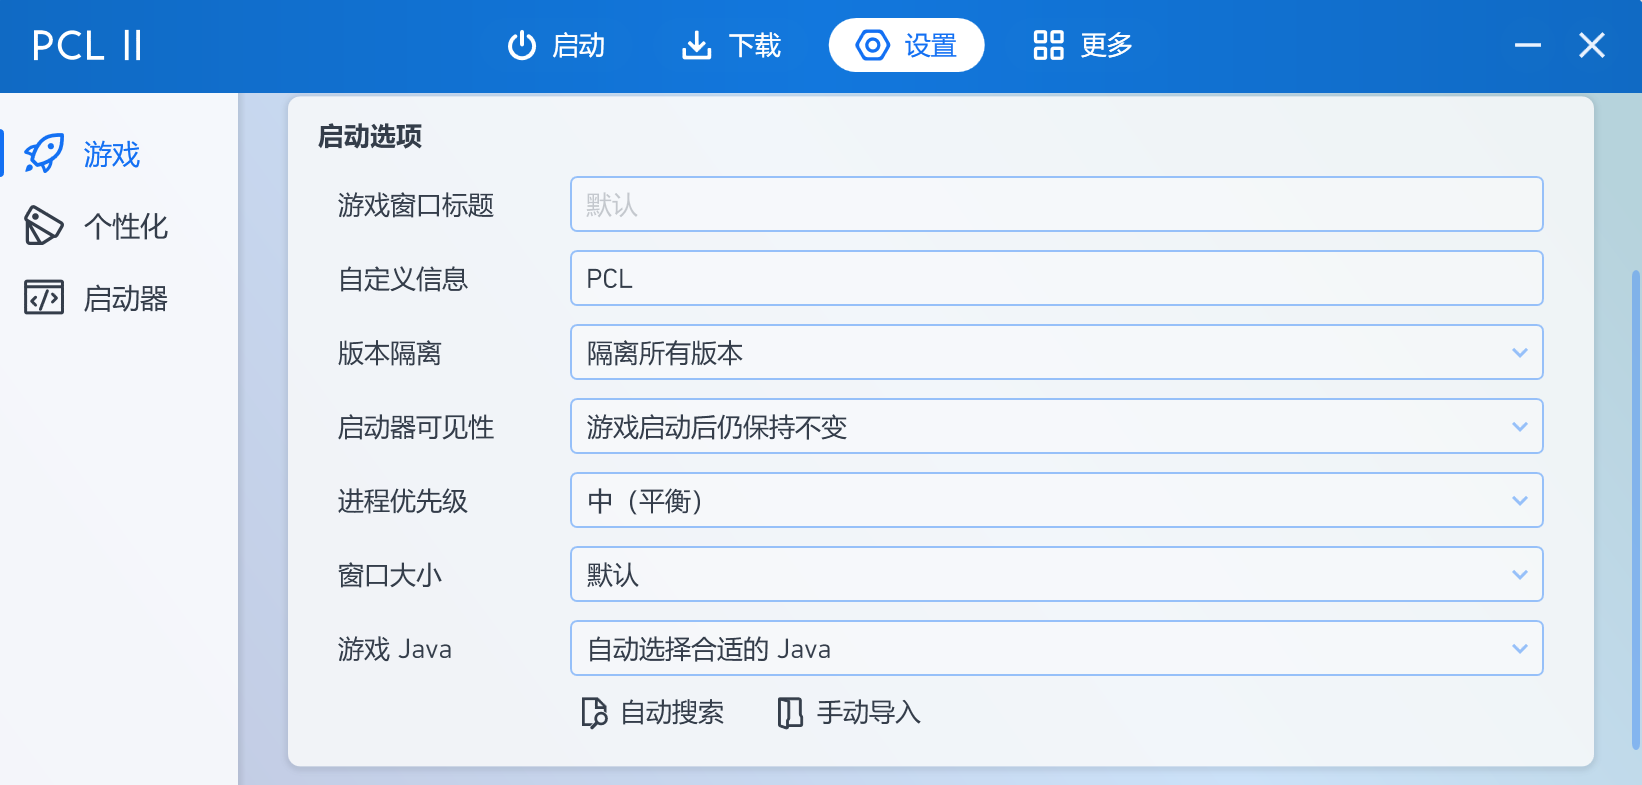 PCL II
启动
下载
设置
更多
游戏
个性化
启动器
启动选项
游戏窗口标题 默认
自定义信息 PCL
版本隔离 隔离所有版本
启动器可见性 游戏启动后仍保持不变
进程优先级 中（平衡）
窗口大小 默认
游戏 Java 自动选择合适的 Java
自动搜索 手动导入